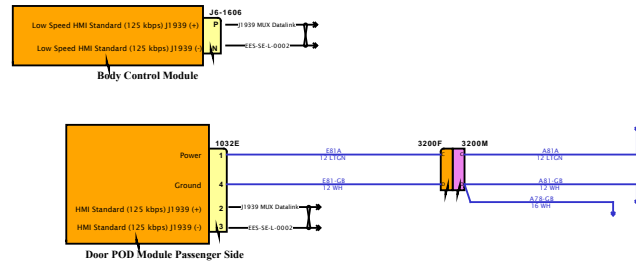 J6-1606
Low Speed HMI Standard (125 kbps) J1939 (+) P J1939 MUX Datalink
Low Speed HMI Standard (125 kbps) J1939 (-) N EES-SE-L-0002
Body Control Module
1032E 3200F 3200M
Power 1 E81A A81A
12 LTGN 12 LTGN
Ground 4 E81-GB A81-GB
12 WH 12 WH
A78-GB
16 WH
HMI Standard (125 kbps) J1939 (+) 2 J1939 MUX Datalink
HMI Standard (125 kbps) J1939 (-) 3 EES-SE-L-0002
Door POD Module Passenger Side